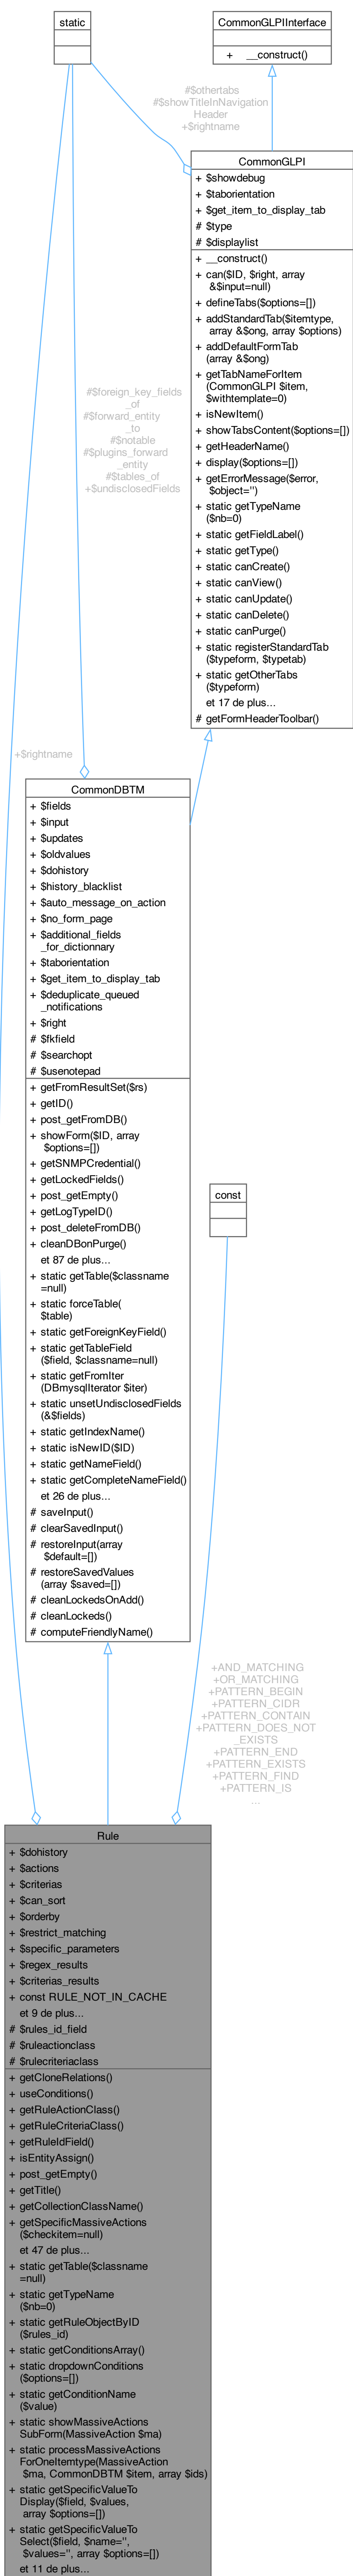 static
CommonGLPIInterface
+ __construct()
#$othertabs
#$showTitleInNavigation
Header
+$rightname
CommonGLPI
+ $showdebug
+ $taborientation
+ $get_item_to_display_tab
# $type
# $displaylist
+ __construct()
+ can($ID, $right, array
&$input=null)
+ defineTabs($options=[])
+ addStandardTab($itemtype,
array &$ong, array $options)
+ addDefaultFormTab
(array &$ong)
+ getTabNameForItem
(CommonGLPI $item,
$withtemplate=0)
+ isNewItem()
+ showTabsContent($options=[])
+ getHeaderName()
+ display($options=[])
+ getErrorMessage($error,
$object='')
+ static getTypeName
($nb=0)
+ static getFieldLabel()
+ static getType()
+ static canCreate()
+ static canView()
+ static canUpdate()
+ static canDelete()
+ static canPurge()
+ static registerStandardTab
($typeform, $typetab)
+ static getOtherTabs
($typeform)
et 17 de plus...
# getFormHeaderToolbar()
#$foreign_key_fields
_of
#$forward_entity
_to
#$notable
#$plugins_forward
_entity
#$tables_of
+$undisclosedFields
+$rightname
CommonDBTM
+ $fields
+ $input
+ $updates
+ $oldvalues
+ $dohistory
+ $history_blacklist
+ $auto_message_on_action
+ $no_form_page
+ $additional_fields
_for_dictionnary
+ $taborientation
+ $get_item_to_display_tab
+ $deduplicate_queued
_notifications
+ $right
# $fkfield
# $searchopt
# $usenotepad
+ getFromResultSet($rs)
+ getID()
+ post_getFromDB()
+ showForm($ID, array
$options=[])
+ getSNMPCredential()
+ getLockedFields()
+ post_getEmpty()
+ getLogTypeID()
+ post_deleteFromDB()
+ cleanDBonPurge()
et 87 de plus...
+ static getTable($classname
=null)
+ static forceTable(
$table)
+ static getForeignKeyField()
+ static getTableField
($field, $classname=null)
+ static getFromIter
(DBmysqlIterator $iter)
+ static unsetUndisclosedFields
(&$fields)
+ static getIndexName()
+ static isNewID($ID)
+ static getNameField()
+ static getCompleteNameField()
et 26 de plus...
# saveInput()
# clearSavedInput()
# restoreInput(array
$default=[])
# restoreSavedValues
(array $saved=[])
# cleanLockedsOnAdd()
# cleanLockeds()
# computeFriendlyName()
const
+AND_MATCHING
+OR_MATCHING
+PATTERN_BEGIN
+PATTERN_CIDR
+PATTERN_CONTAIN
+PATTERN_DOES_NOT
_EXISTS
+PATTERN_END
+PATTERN_EXISTS
+PATTERN_FIND
+PATTERN_IS
...
Rule
+ $dohistory
+ $actions
+ $criterias
+ $can_sort
+ $orderby
+ $restrict_matching
+ $specific_parameters
+ $regex_results
+ $criterias_results
+ const RULE_NOT_IN_CACHE
et 9 de plus...
# $rules_id_field
# $ruleactionclass
# $rulecriteriaclass
+ getCloneRelations()
+ useConditions()
+ getRuleActionClass()
+ getRuleCriteriaClass()
+ getRuleIdField()
+ isEntityAssign()
+ post_getEmpty()
+ getTitle()
+ getCollectionClassName()
+ getSpecificMassiveActions
($checkitem=null)
et 47 de plus...
+ static getTable($classname
=null)
+ static getTypeName
($nb=0)
+ static getRuleObjectByID
($rules_id)
+ static getConditionsArray()
+ static dropdownConditions
($options=[])
+ static getConditionName
($value)
+ static showMassiveActions
SubForm(MassiveAction $ma)
+ static processMassiveActions
ForOneItemtype(MassiveAction
$ma, CommonDBTM $item, array $ids)
+ static getSpecificValueTo
Display($field, $values,
array $options=[])
+ static getSpecificValueTo
Select($field, $name='',
$values='', array $options=[])
et 11 de plus...